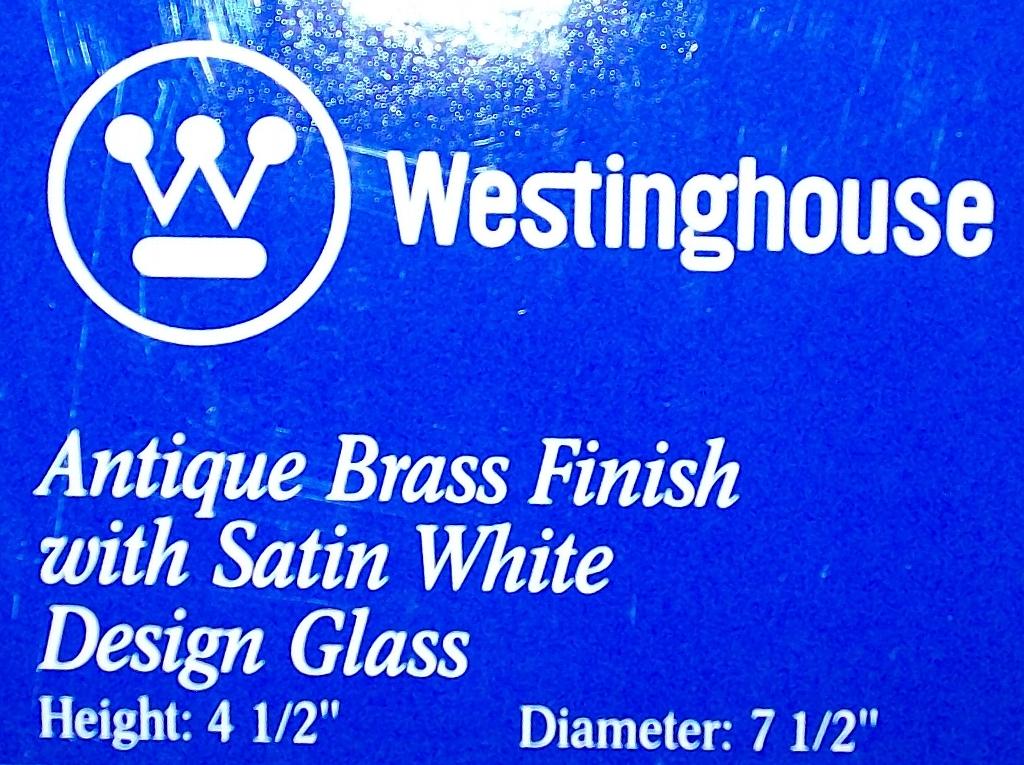 Westinghouse
Antique Brass Finish
with Satin White
Design Glass
Height: 4 1/2" Diameter: 7 1/2"